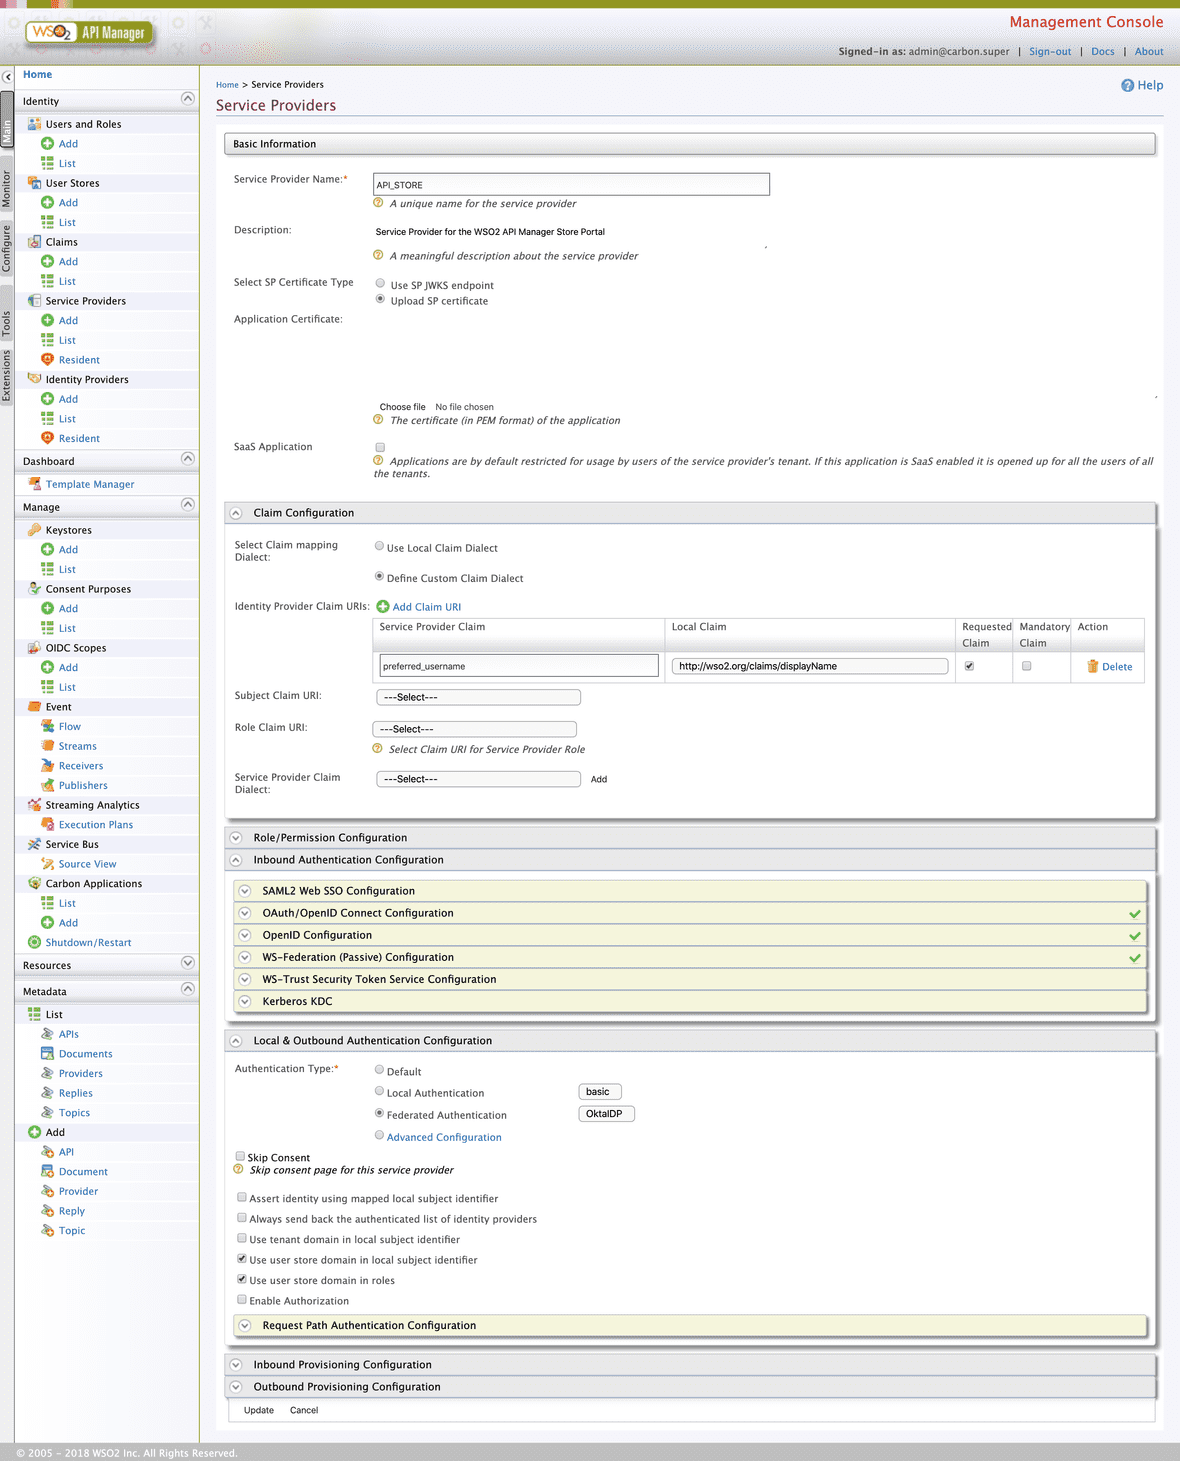 WSO2 API Manager
Management Console
Signed-in as: admin@carbon.super | Sign-out | Docs | About
Main
Monitor
Configure
Tools
Extensions
Home
Identity
Users and Roles
Add
List
User Stores
Add
List
Claims
Add
List
Service Providers
Add
List
Resident
Identity Providers
Add
List
Resident
Dashboard
Template Manager
Manage
Keystores
Add
List
Consent Purposes
Add
List
OIDC Scopes
Add
List
Event
Flow
Streams
Receivers
Publishers
Streaming Analytics
Execution Plans
Service Bus
Source View
Carbon Applications
List
Add
Shutdown/Restart
Resources
Metadata
List
APIs
Documents
Providers
Replies
Topics
Add
API
Document
Provider
Reply
Topic
Home > Service Providers
Help
Service Providers
Basic Information
Service Provider Name:* API_STORE
? A unique name for the service provider
Description: Service Provider for the WSO2 API Manager Store Portal
? A meaningful description about the service provider
Select SP Certificate Type Use SP JWKS endpoint
Upload SP certificate
Application Certificate:
Choose file No file chosen
? The certificate (in PEM format) of the application
SaaS Application
? Applications are by default restricted for usage by users of the service provider's tenant. If this application is SaaS enabled it is opened up for all the users of all
the tenants.
Claim Configuration
Select Claim mapping
Dialect:
Use Local Claim Dialect
Define Custom Claim Dialect
Identity Provider Claim URIs: Add Claim URI
Service Provider Claim Local Claim Requested Claim Mandatory Claim Action
preferred_username http://wso2.org/claims/displayName Delete
Subject Claim URI: ---Select---
Role Claim URI: ---Select---
? Select Claim URI for Service Provider Role
Service Provider Claim
Dialect:
---Select--- Add
Role/Permission Configuration
Inbound Authentication Configuration
SAML2 Web SSO Configuration
OAuth/OpenID Connect Configuration
OpenID Configuration
WS-Federation (Passive) Configuration
WS-Trust Security Token Service Configuration
Kerberos KDC
Local & Outbound Authentication Configuration
Authentication Type:* Default
Local Authentication basic
Federated Authentication OktaIDP
Advanced Configuration
Skip Consent
? Skip consent page for this service provider
Assert identity using mapped local subject identifier
Always send back the authenticated list of identity providers
Use tenant domain in local subject identifier
Use user store domain in local subject identifier
Use user store domain in roles
Enable Authorization
Request Path Authentication Configuration
Inbound Provisioning Configuration
Outbound Provisioning Configuration
Update Cancel
© 2005 - 2018 WSO2 Inc. All Rights Reserved.